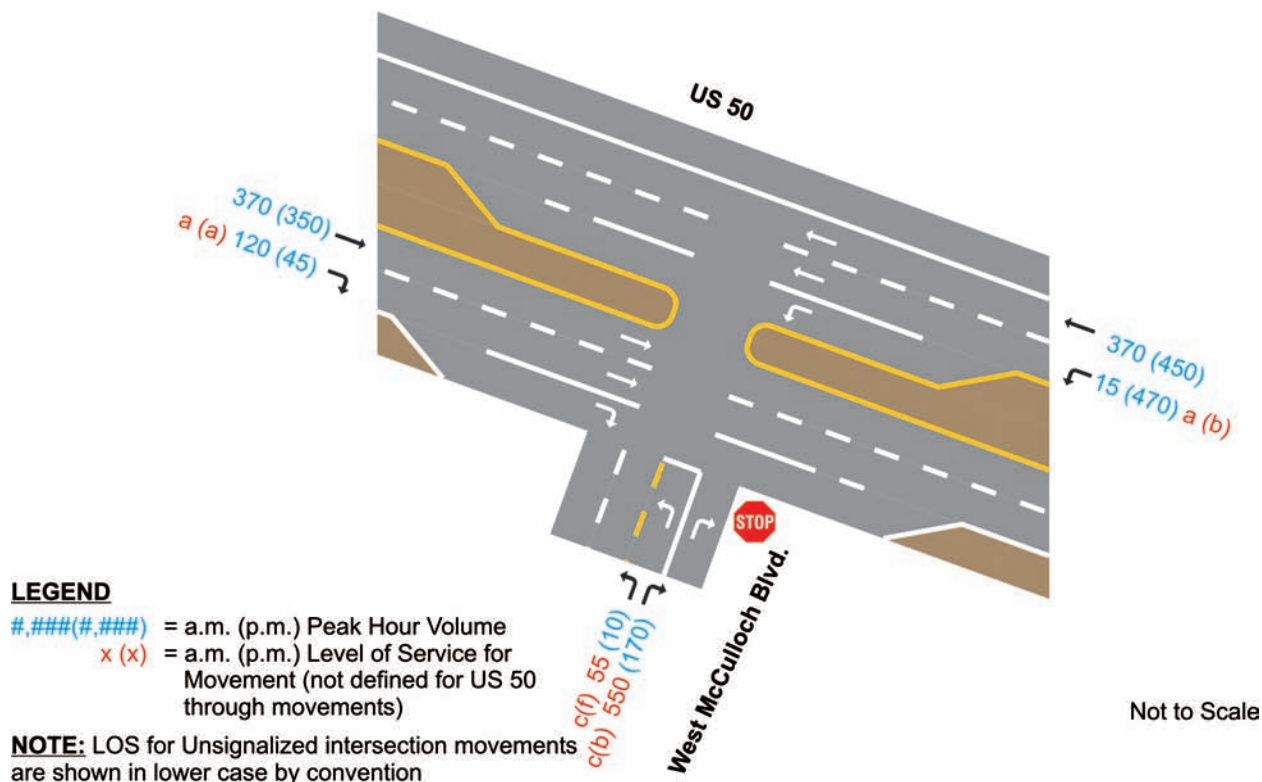 US 50
370 (350)
a (a) 120 (45)
370 (450)
15 (470) a (b)
STOP
West McCulloch Blvd.
c(f) 55 (10)
c(b) 550 (170)
LEGEND
#,###(#,###) = a.m. (p.m.) Peak Hour Volume
x (x) = a.m. (p.m.) Level of Service for
Movement (not defined for US 50
through movements)
NOTE: LOS for Unsignalized intersection movements
are shown in lower case by convention
Not to Scale